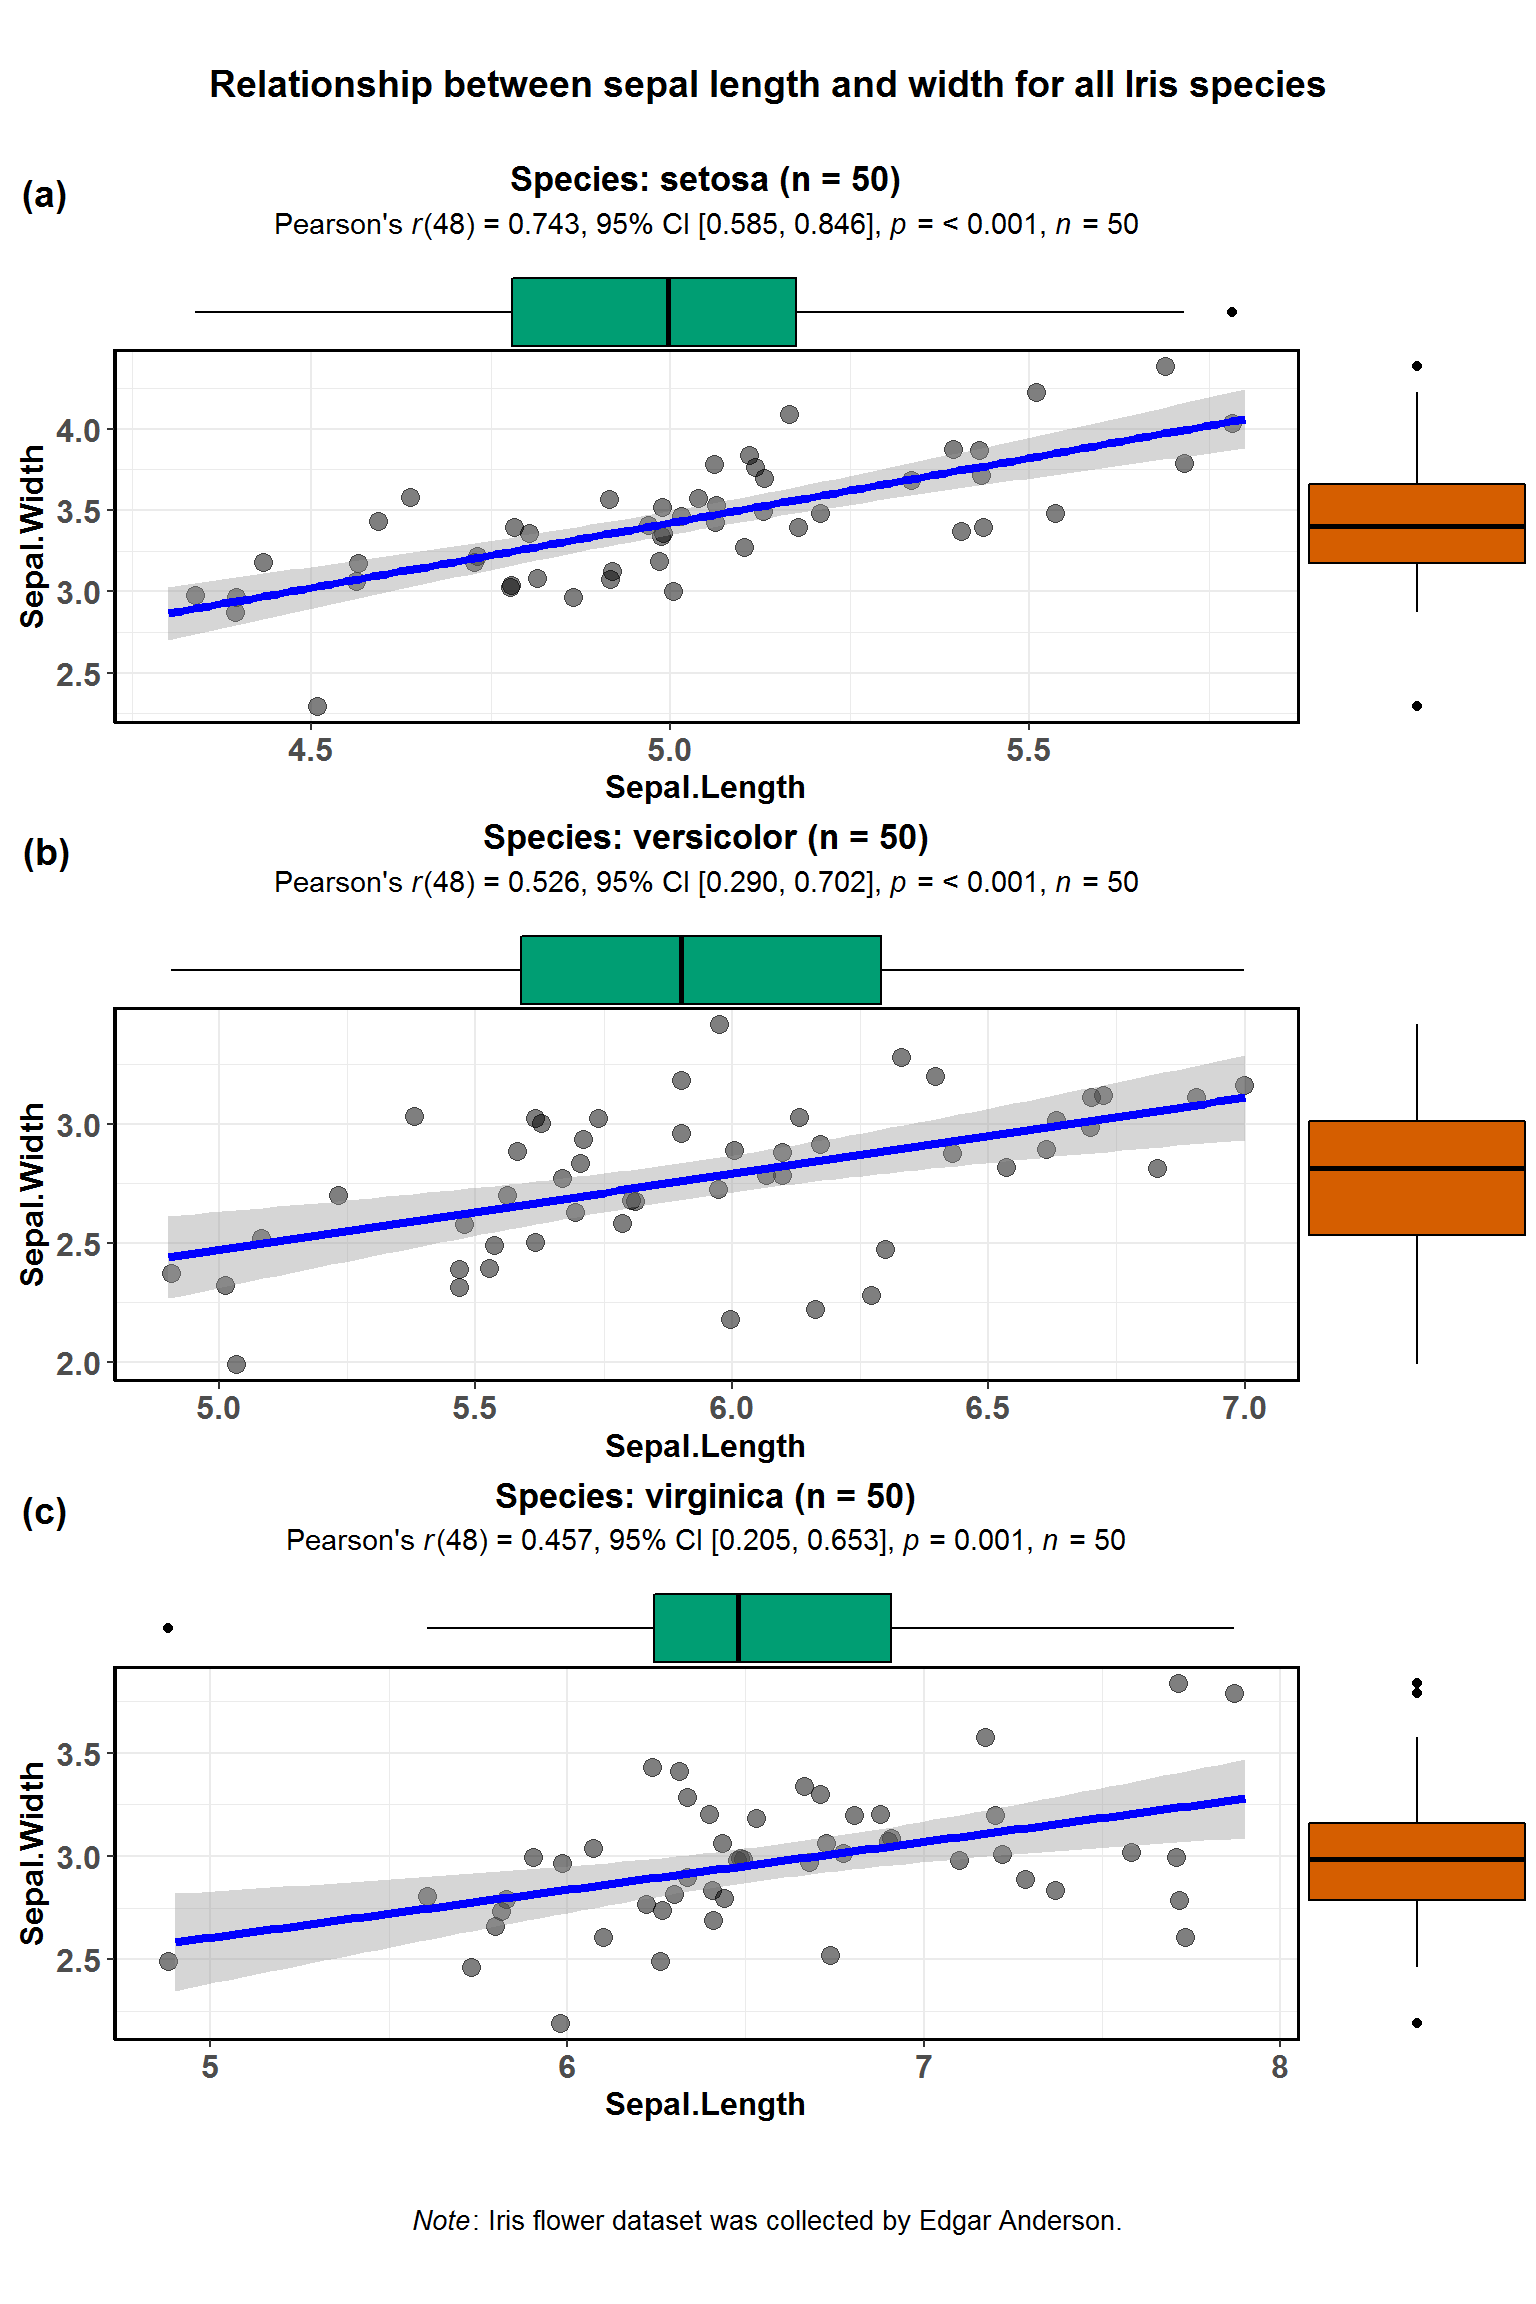 Relationship between sepal length and width for all Iris species
(a)
Species: setosa (n = 50)
Pearson's r(48) = 0.743, 95% CI [0.585, 0.846], p = < 0.001, n = 50
Sepal.Width
4.0
3.5
3.0
2.5
4.5 5.0 5.5
Sepal.Length
(b)
Species: versicolor (n = 50)
Pearson's r(48) = 0.526, 95% CI [0.290, 0.702], p = < 0.001, n = 50
Sepal.Width
3.0
2.5
2.0
5.0 5.5 6.0 6.5 7.0
Sepal.Length
(c)
Species: virginica (n = 50)
Pearson's r(48) = 0.457, 95% CI [0.205, 0.653], p = 0.001, n = 50
Sepal.Width
3.5
3.0
2.5
5 6 7 8
Sepal.Length
Note: Iris flower dataset was collected by Edgar Anderson.